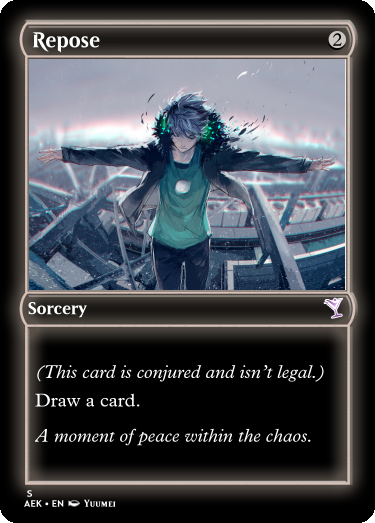 Repose 2
Sorcery
(This card is conjured and isn't legal.)
Draw a card.
A moment of peace within the chaos.
S
AEK • EN Yuumei